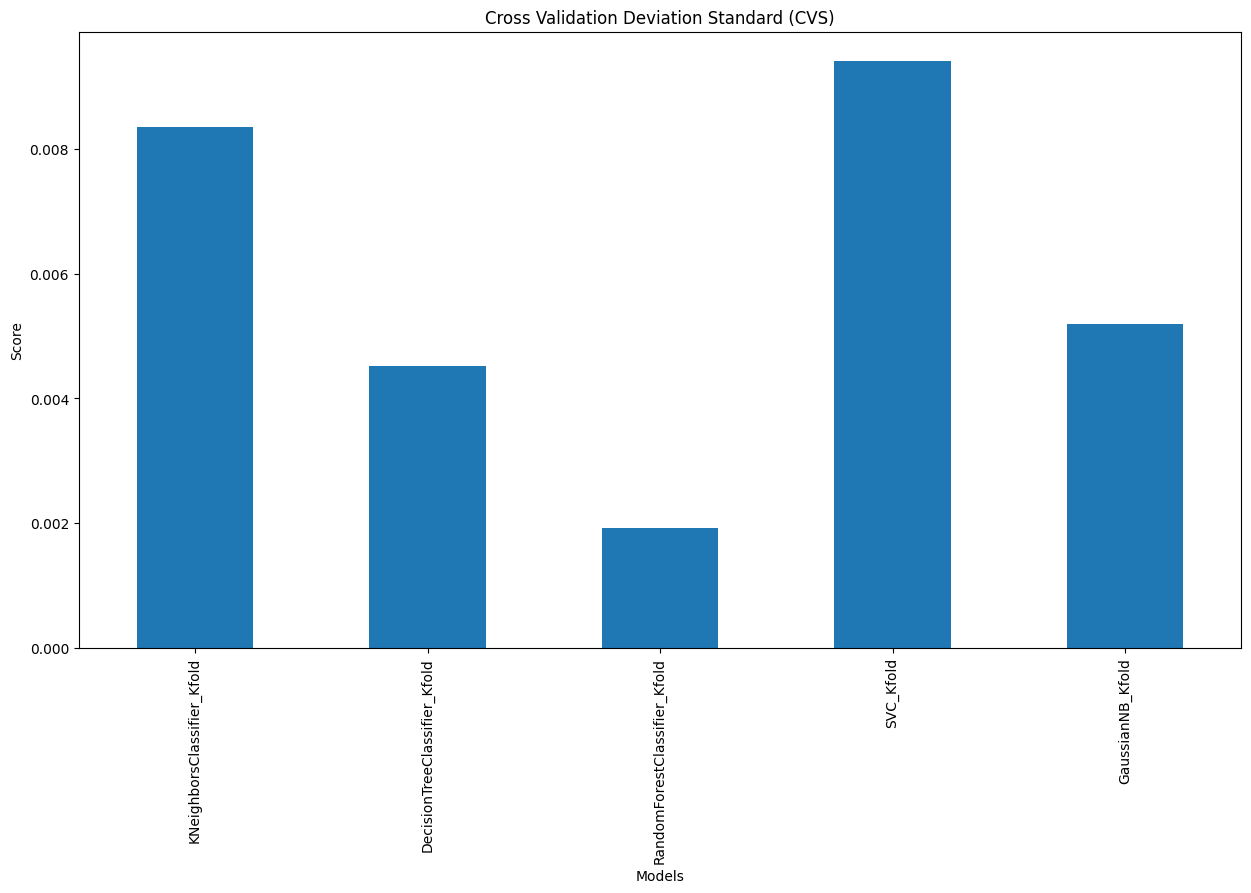 Cross Validation Deviation Standard (CVS)
Score
0.008
0.006
0.004
0.002
0.000
KNeighborsClassifier_Kfold
DecisionTreeClassifier_Kfold
RandomForestClassifier_Kfold
SVC_Kfold
GaussianNB_Kfold
Models